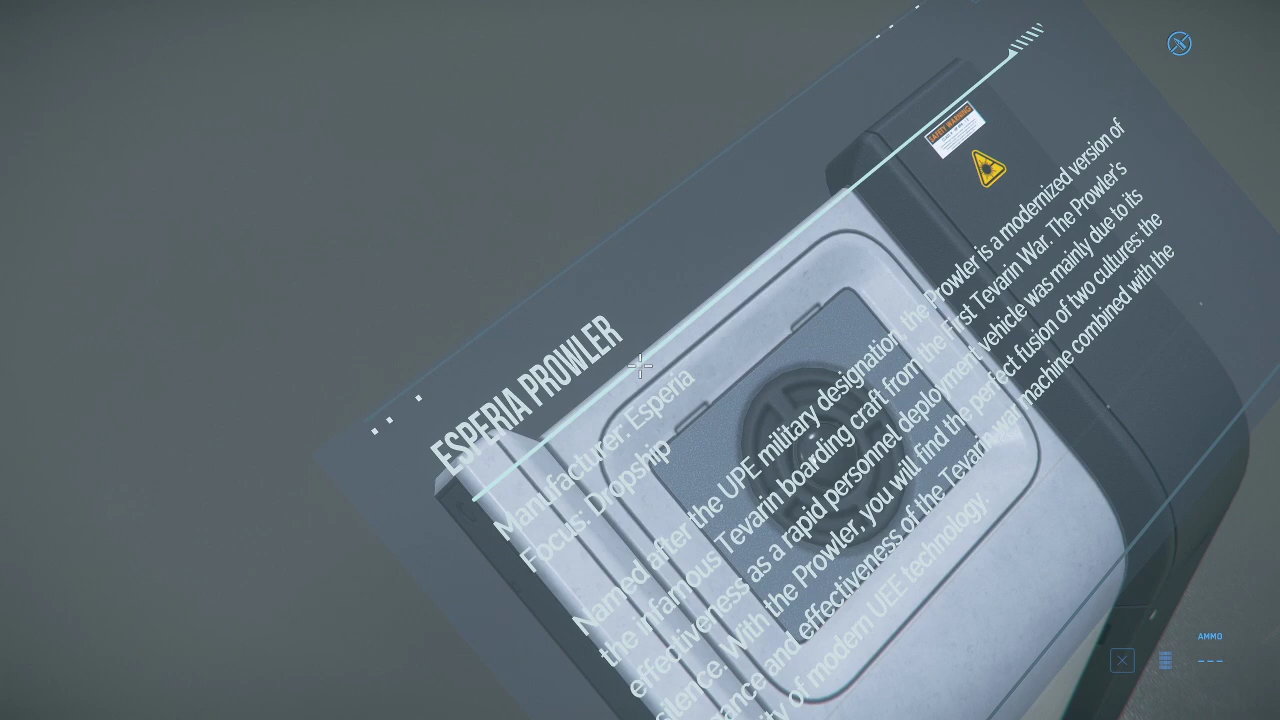 SAFETY WARNING
ESPERIA PROWLER
Manufacturer: Esperia
Focus: Dropship
Named after the UPE military designation, the Prowler is a modernized version of
the infamous Tevarin boarding craft from the First Tevarin War. The Prowler's
effectiveness as a rapid personnel deployment vehicle was mainly due to its
silence. With the Prowler, you will find the perfect fusion of two cultures: the
and effectiveness of the Tevarin war machine combined with the
of modern UEE technology.
AMMO